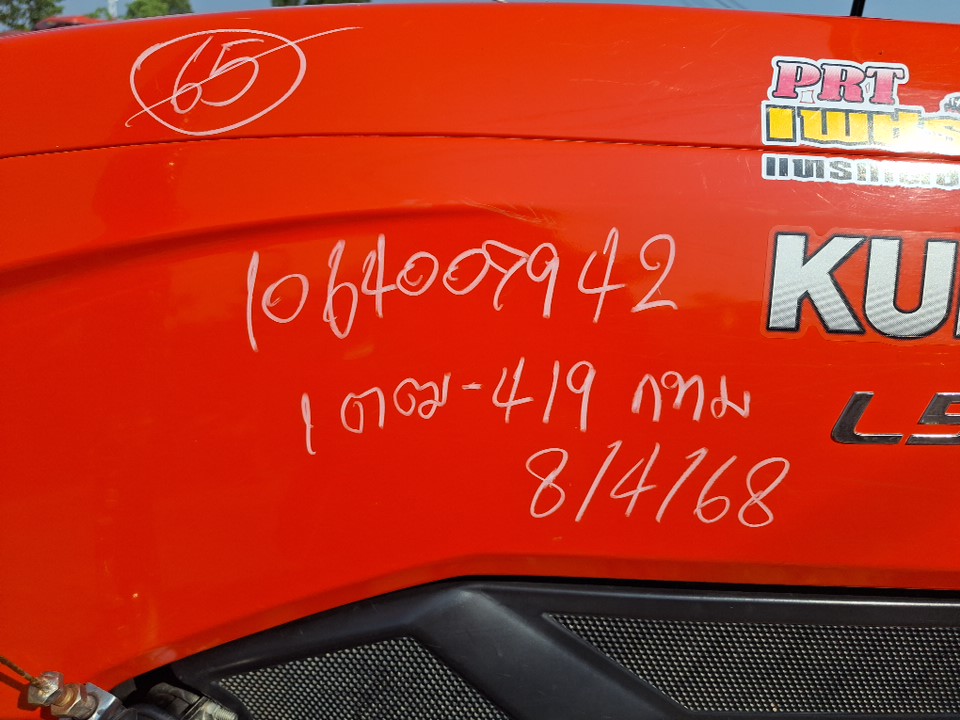 65
PRT
เพชร
แทรกเตอ
1064007942
KU
1 ตฒ-419 กทม
L5
8/4/68